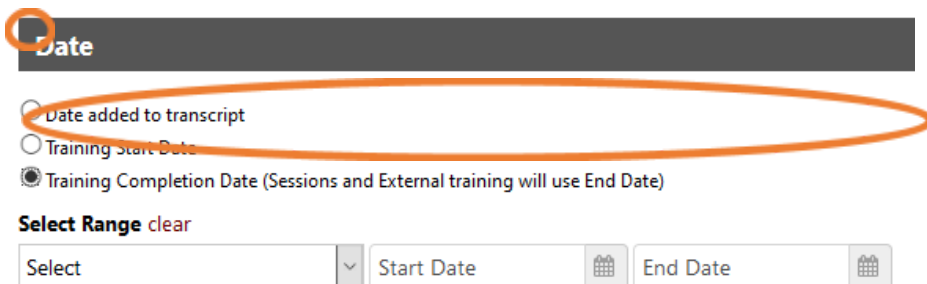 Date
Date added to transcript
Training Start Date
Training Completion Date (Sessions and External training will use End Date)
Select Range clear
Select Start Date End Date